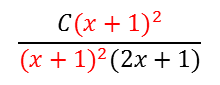 C(x + 1)²
(x + 1)²(2x + 1)